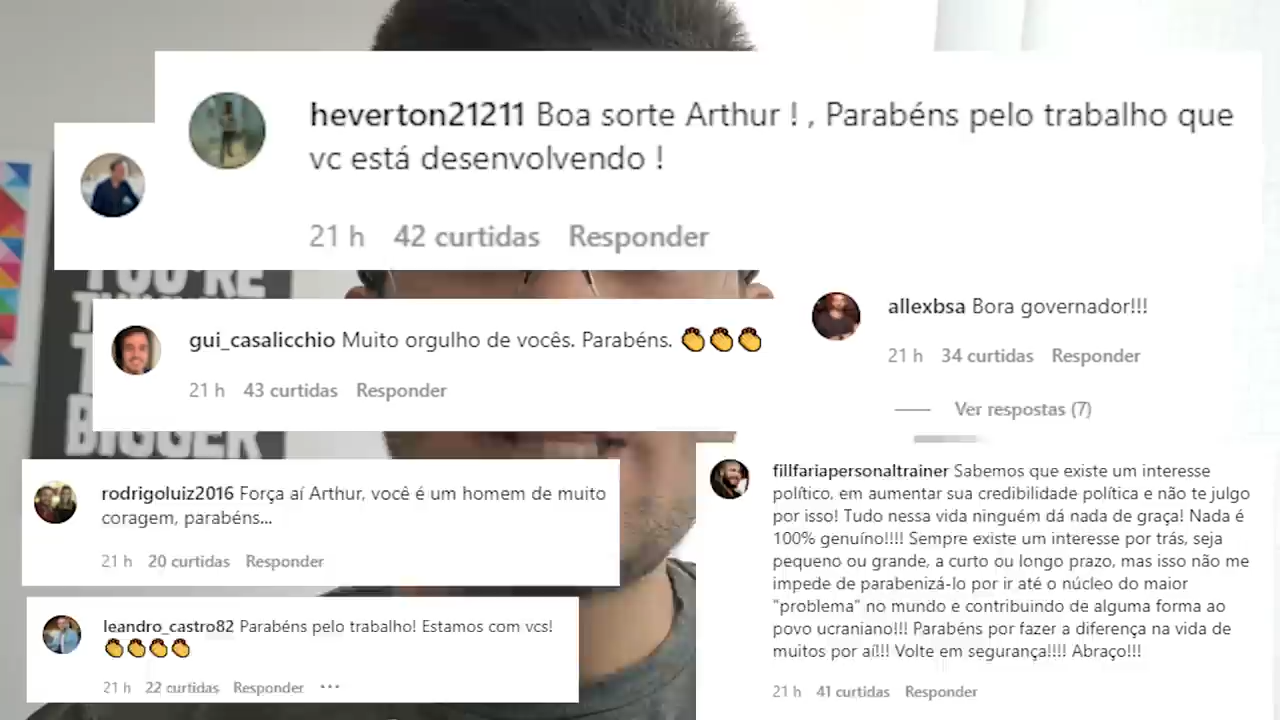 heverton21211 Boa sorte Arthur ! , Parabéns pelo trabalho que
vc está desenvolvendo !
21 h 42 curtidas Responder
YOU'RE
BIGGER
gui_casalicchio Muito orgulho de vocês. Parabéns. 👏👏👏
21 h 43 curtidas Responder
allexbsa Bora governador!!!
21 h 34 curtidas Responder
Ver respostas (7)
rodrigoluiz2016 Força aí Arthur, você é um homem de muito
coragem, parabéns...
21 h 20 curtidas Responder
leandro_castro82 Parabéns pelo trabalho! Estamos com vcs!
👏👏👏👏
21 h 22 curtidas Responder ...
fillfariapersonaltrainer Sabemos que existe um interesse
político, em aumentar sua credibilidade política e não te julgo
por isso! Tudo nessa vida ninguém dá nada de graça! Nada é
100% genuíno!!!! Sempre existe um interesse por trás, seja
pequeno ou grande, a curto ou longo prazo, mas isso não me
impede de parabenizá-lo por ir até o núcleo do maior
"problema" no mundo e contribuindo de alguma forma ao
povo ucraniano!!! Parabéns por fazer a diferença na vida de
muitos por aí!!! Volte em segurança!!!! Abraço!!!
21 h 41 curtidas Responder